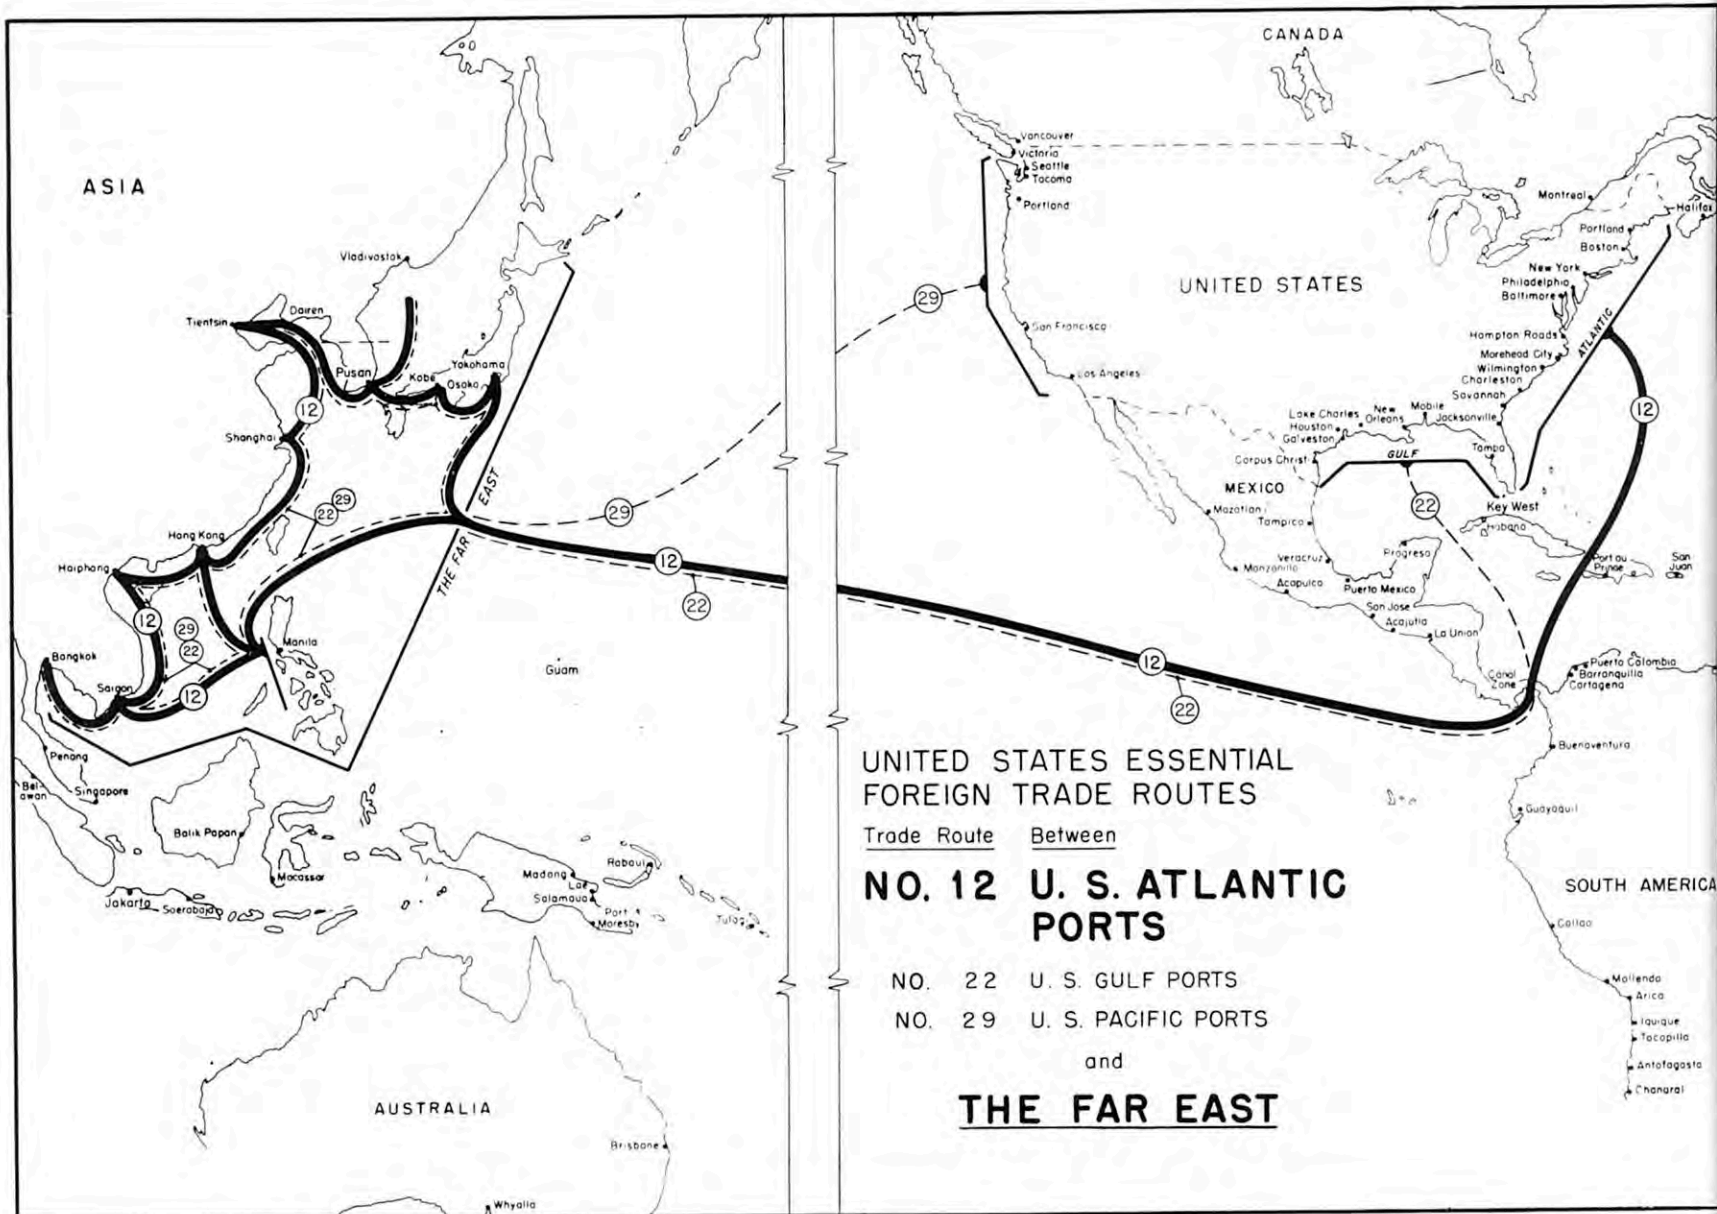 CANADA
ASIA
UNITED STATES
Vancouver
Victoria
Seattle
Tacoma
Portland
San Francisco
Los Angeles
Montreal
Halifax
Portland
Boston
New York
Philadelphia
Baltimore
Hampton Roads
Morehead City
Wilmington
Charleston
Savannah
Jacksonville
Mobile
New
Orleans
Lake Charles
Houston
Galveston
Corpus Christi
Tampa
Key West
ATLANTIC
GULF
MEXICO
Mazatlan
Tampico
Veracruz
Manzanillo
Acapulco
Progreso
Puerto Mexico
San Jose
Acajutla
La Union
Habana
Port au
Prince
San
Juan
Canal
Zone
Puerto Colombia
Barranquilla
Cartagena
Buenaventura
Guayaquil
SOUTH AMERICA
Callao
Mollendo
Arica
Iquique
Tocopilla
Antofagasta
Chanaral
Vladivostok
Tientsin
Dairen
Pusan
Kobe
Osoka
Yokohama
Shanghai
Hong Kong
Haiphong
Manila
Bangkok
Saigon
Guam
THE FAR EAST
Penang
Bel-
awan
Singapore
Balik Papan
Macassar
Jakarta
Soerabaja
Madang
Lae
Salamaua
Port
Moresby
Rabaul
Tulagi
AUSTRALIA
Brisbane
Whyalla
12
22
29
12
29
22
12
29
12
22
29
12
22
22
12
UNITED STATES ESSENTIAL
FOREIGN TRADE ROUTES
Trade Route Between
NO. 12 U. S. ATLANTIC
PORTS
NO. 22 U. S. GULF PORTS
NO. 29 U. S. PACIFIC PORTS
and
THE FAR EAST